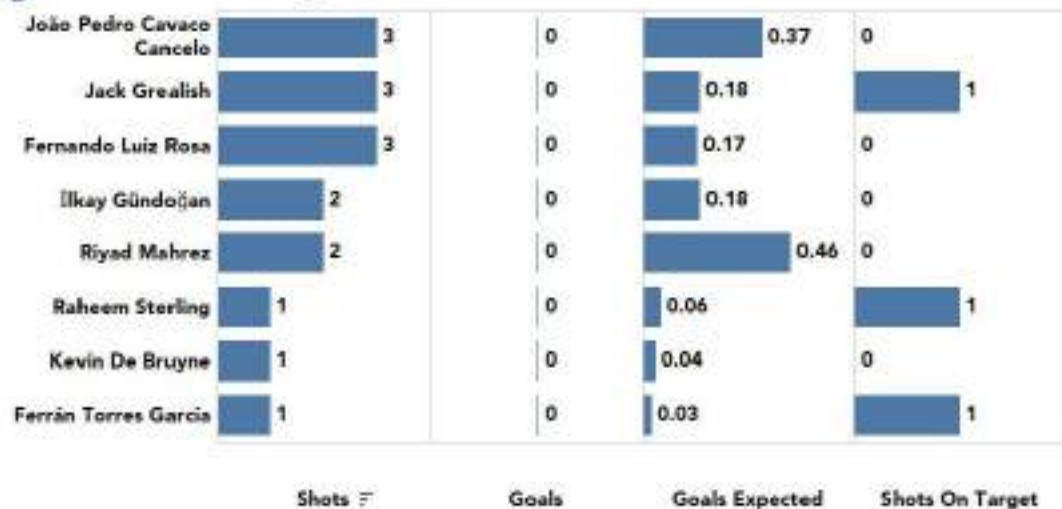 João Pedro Cavaco
Cancelo 3 0 0.37 0
Jack Grealish 3 0 0.18 1
Fernando Luiz Rosa 3 0 0.17 0
İlkay Gündoğan 2 0 0.18 0
Riyad Mahrez 2 0 0.46 0
Raheem Sterling 1 0 0.06 1
Kevin De Bruyne 1 0 0.04 0
Ferrán Torres García 1 0 0.03 1
Shots Goals Goals Expected Shots On Target